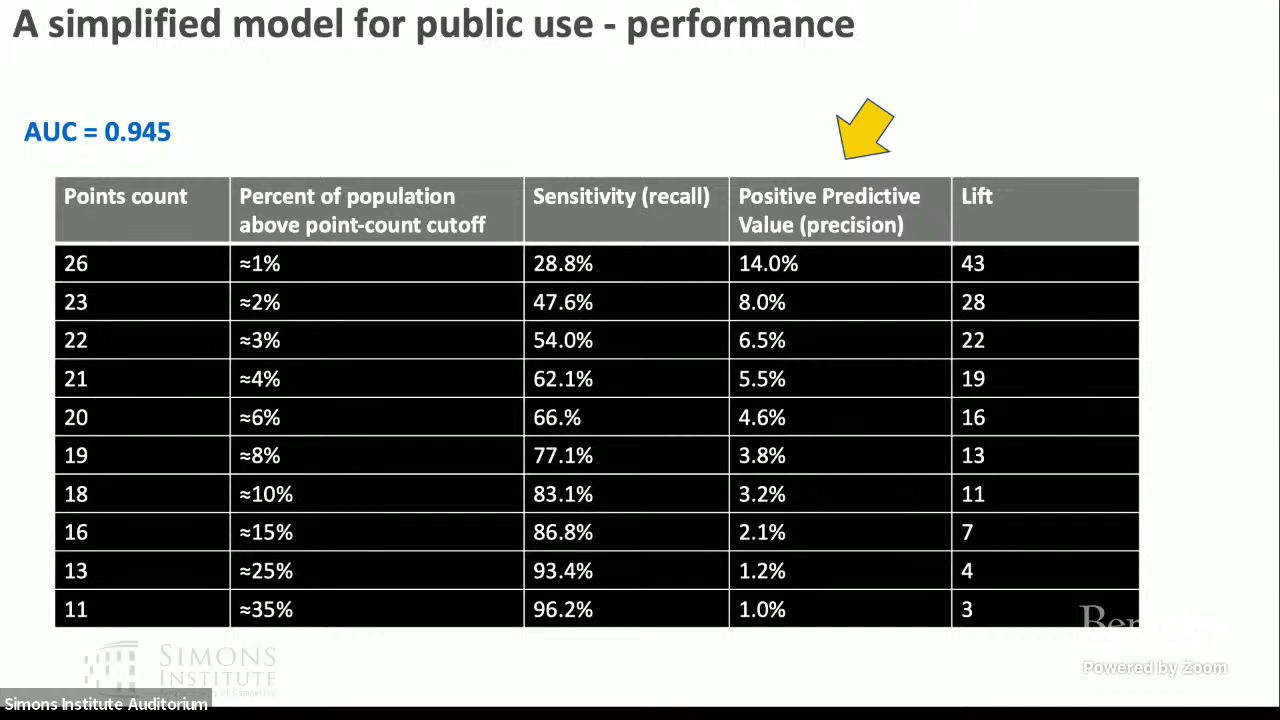 A simplified model for public use - performance
AUC = 0.945
Points count Percent of population above point-count cutoff Sensitivity (recall) Positive Predictive Value (precision) Lift
26 ≈1% 28.8% 14.0% 43
23 ≈2% 47.6% 8.0% 28
22 ≈3% 54.0% 6.5% 22
21 ≈4% 62.1% 5.5% 19
20 ≈6% 66.% 4.6% 16
19 ≈8% 77.1% 3.8% 13
18 ≈10% 83.1% 3.2% 11
16 ≈15% 86.8% 2.1% 7
13 ≈25% 93.4% 1.2% 4
11 ≈35% 96.2% 1.0% 3
SIMONS
INSTITUTE
Powered by Zoom
Simons Institute Auditorium